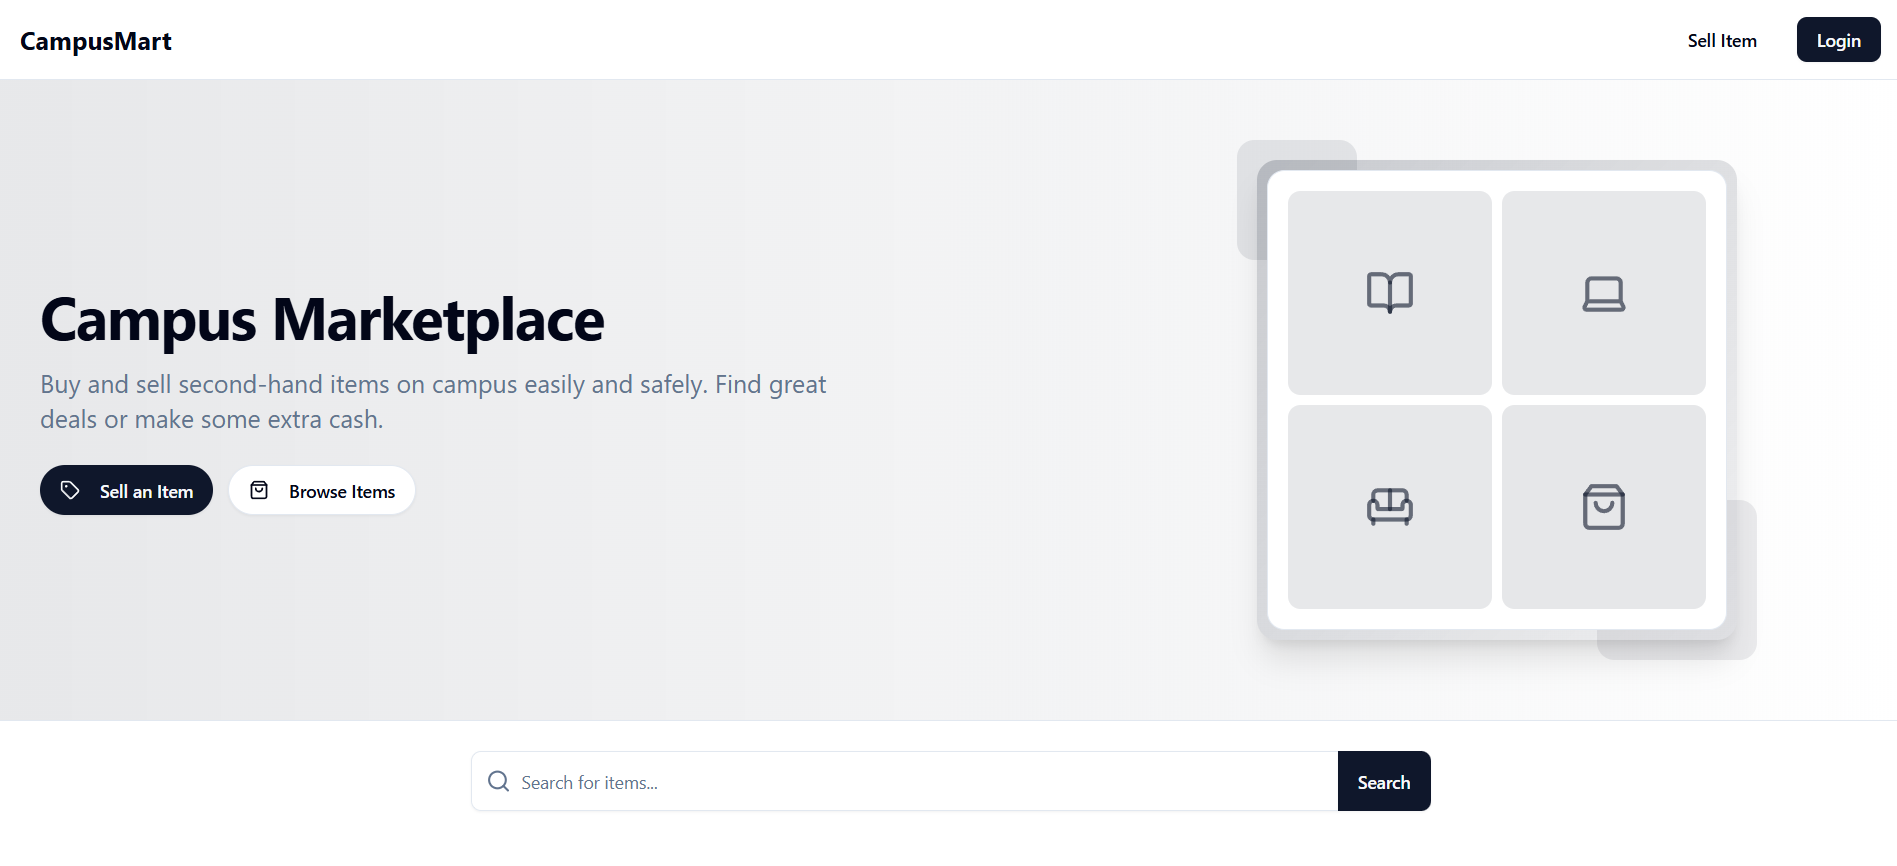 CampusMart
Sell Item
Login
Campus Marketplace
Buy and sell second-hand items on campus easily and safely. Find great
deals or make some extra cash.
Sell an Item
Browse Items
Search for items...
Search